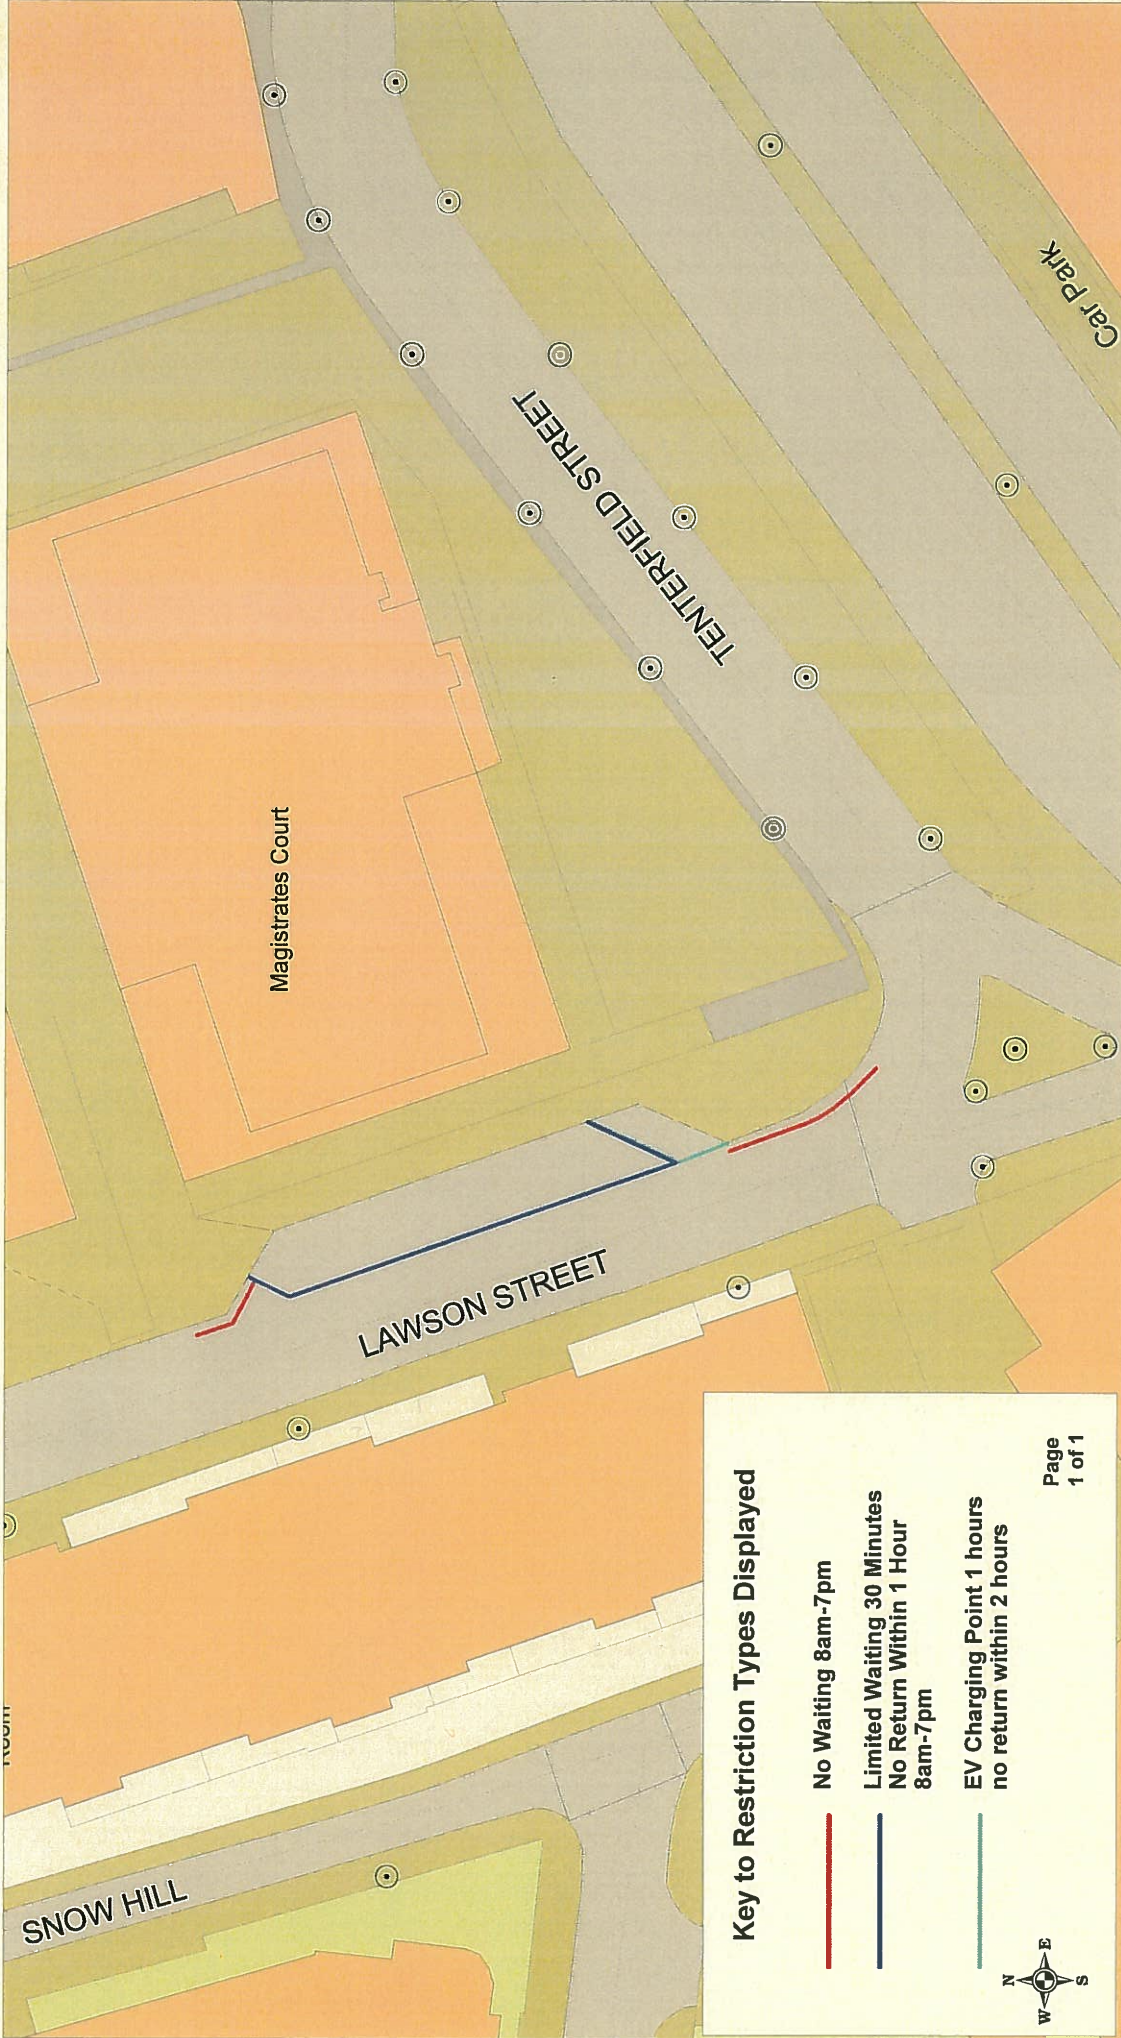 SNOW HILL
LAWSON STREET
Magistrates Court
TENTERFIELD STREET
Car Park
Key to Restriction Types Displayed
No Waiting 8am-7pm
Limited Waiting 30 Minutes
No Return Within 1 Hour
8am-7pm
EV Charging Point 1 hours
no return within 2 hours
Page
1 of 1
N
W
E
S